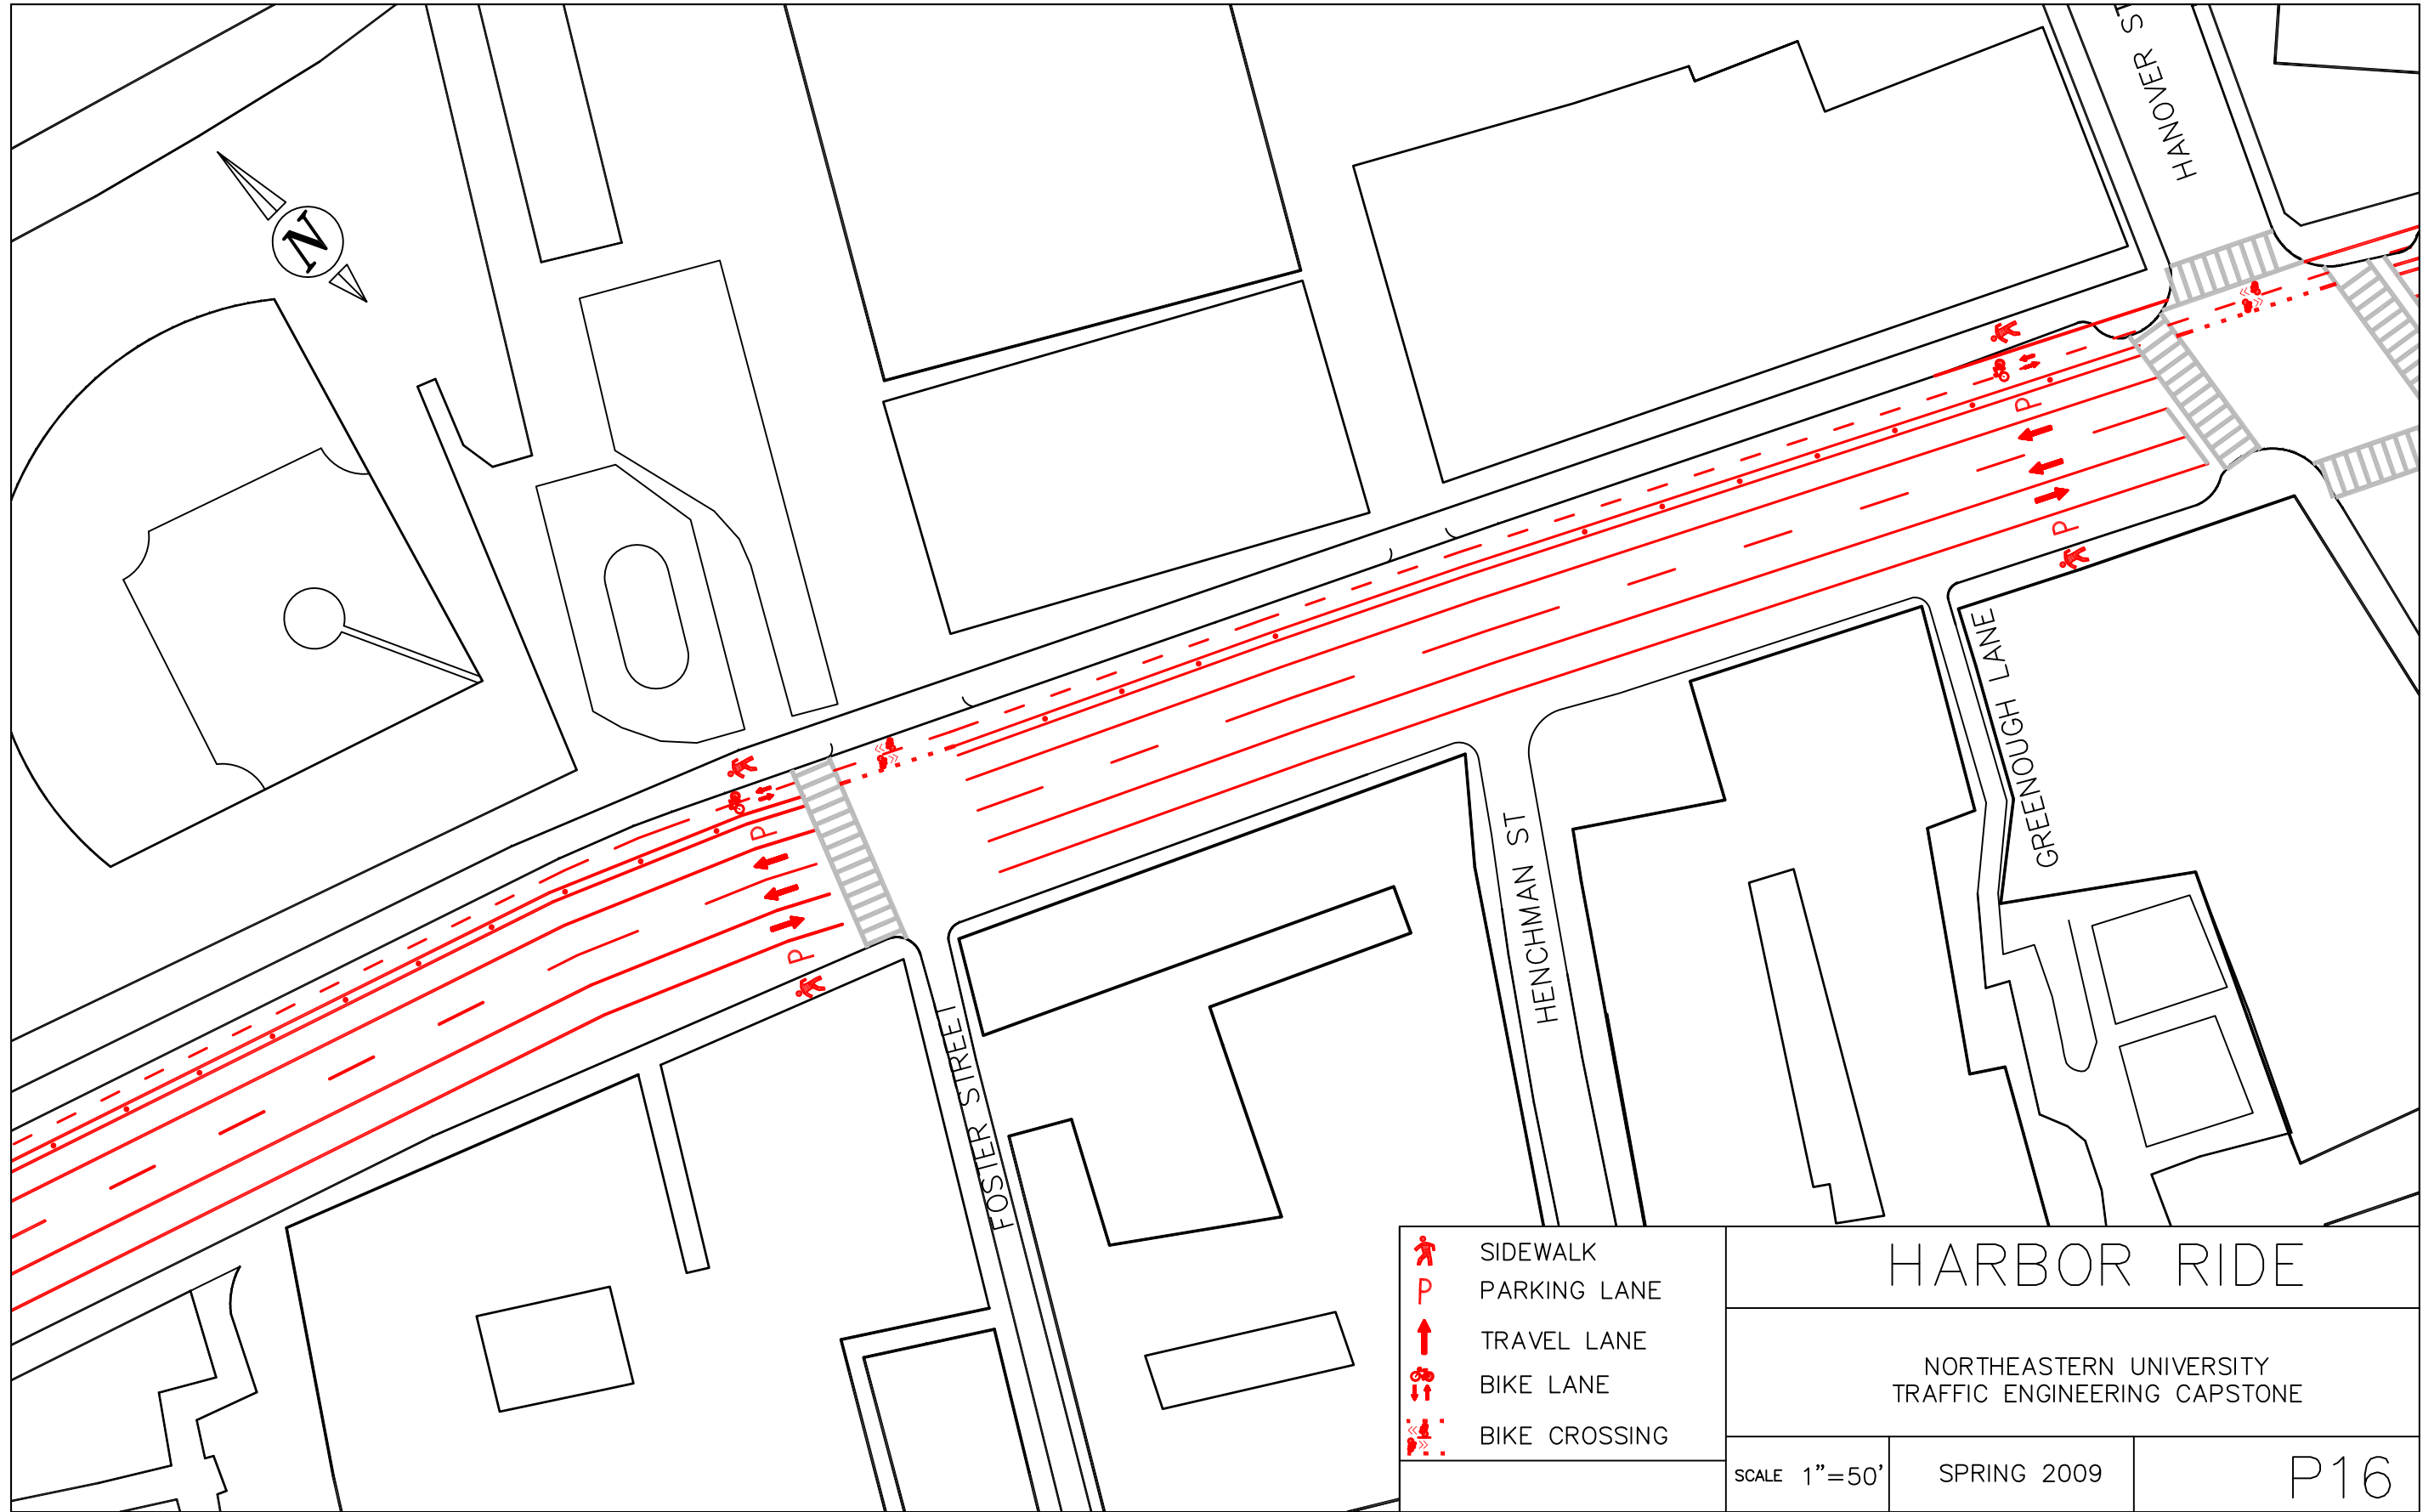 HANOVER ST
N
P
P
GREENOUGH LANE
P
P
HENCHMAN ST
FOSTER STREET
SIDEWALK
P PARKING LANE
TRAVEL LANE
BIKE LANE
BIKE CROSSING
HARBOR RIDE
NORTHEASTERN UNIVERSITY
TRAFFIC ENGINEERING CAPSTONE
SCALE 1"=50'
SPRING 2009
P16